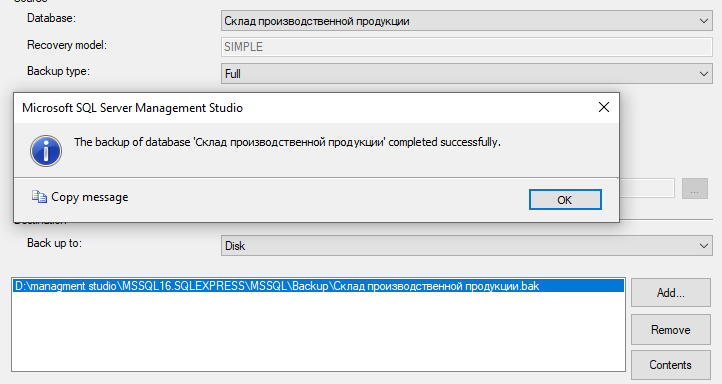 Source
Database:
Склад производственной продукции
Recovery model:
SIMPLE
Backup type:
Full
Microsoft SQL Server Management Studio
The backup of database 'Склад производственной продукции' completed successfully.
Copy message
OK
...
Destination
Back up to:
Disk
D:\managment studio\MSSQL16.SQLEXPRESS\MSSQL\Backup\Склад производственной продукции.bak
Add...
Remove
Contents